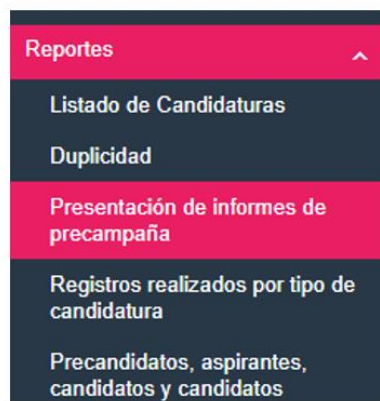 Reportes
Listado de Candidaturas
Duplicidad
Presentación de informes de
precampaña
Registros realizados por tipo de
candidatura
Precandidatos, aspirantes,
candidatos y candidatos